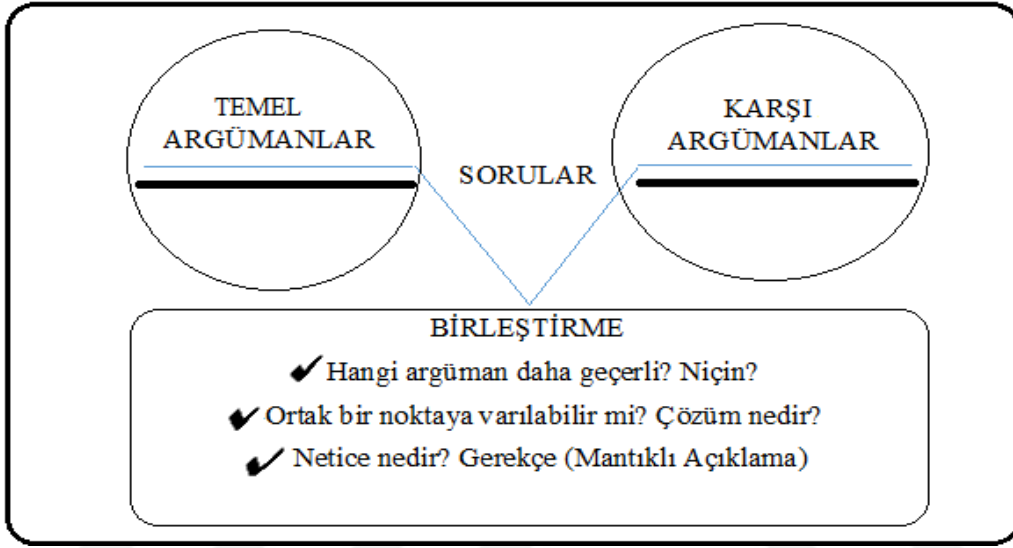 TEMEL
ARGÜMANLAR
KARŞI
ARGÜMANLAR
SORULAR
BİRLEŞTİRME
Hangi argüman daha geçerli? Niçin?
Ortak bir noktaya varılabilir mi? Çözüm nedir?
Netice nedir? Gerekçe (Mantıklı Açıklama)